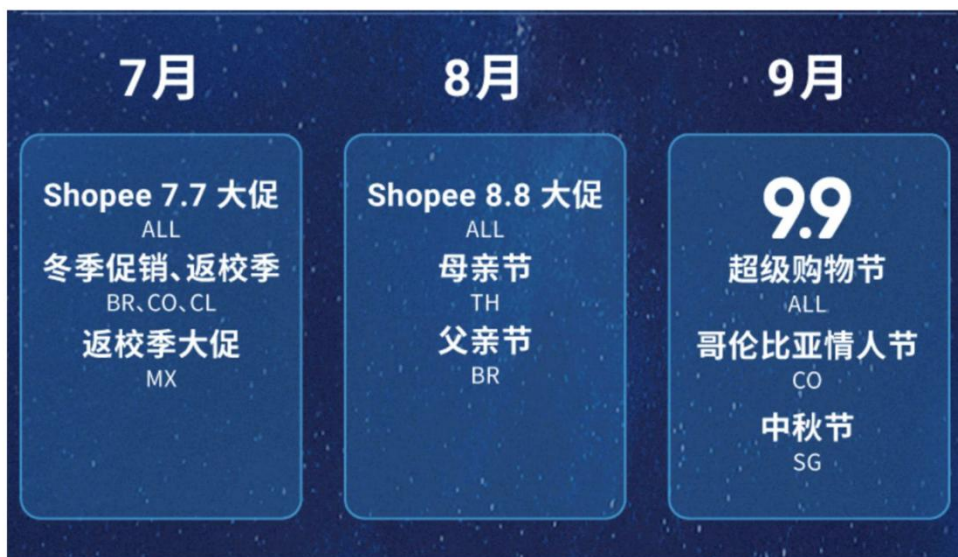 7月
Shopee 7.7 大促
ALL
冬季促销、返校季
BR、CO、CL
返校季大促
MX
8月
Shopee 8.8 大促
ALL
母亲节
TH
父亲节
BR
9月
9.9
超级购物节
ALL
哥伦比亚情人节
CO
中秋节
SG